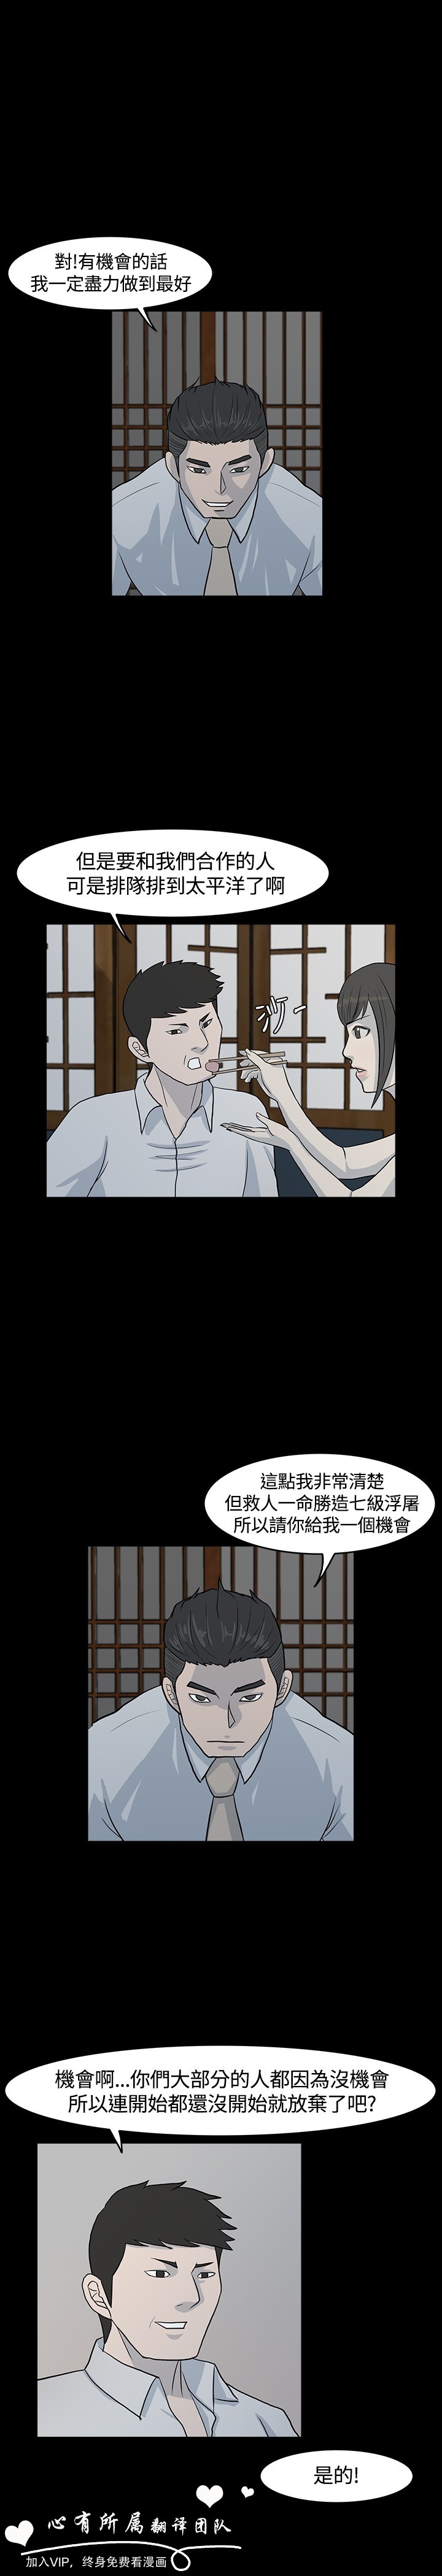 對!有機會的話
我一定盡力做到最好
但是要和我們合作的人
可是排隊排到太平洋了啊
這點我非常清楚
但救人一命勝造七級浮屠
所以請你給我一個機會
機會啊...你們大部分的人都因為沒機會
所以連開始都還沒開始就放棄了吧?
是的!
心有所属翻译团队
加入VIP，终身免费看漫画